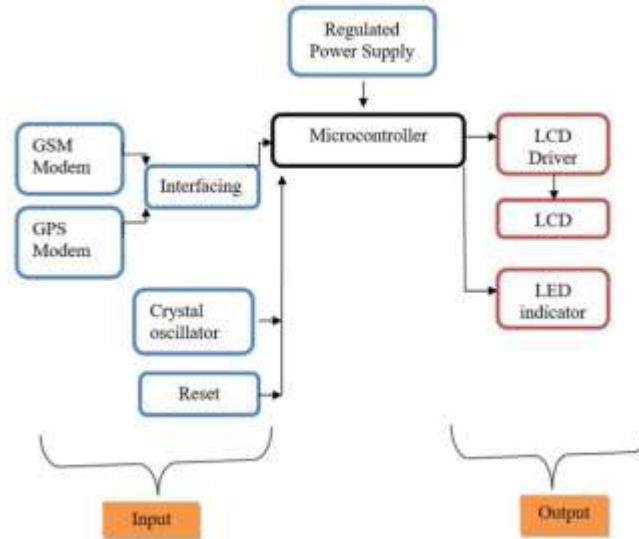 Regulated
Power Supply
Microcontroller
GSM
Modem
Interfacing
GPS
Modem
Crystal
oscillator
Reset
LCD
Driver
LCD
LED
indicator
Input
Output